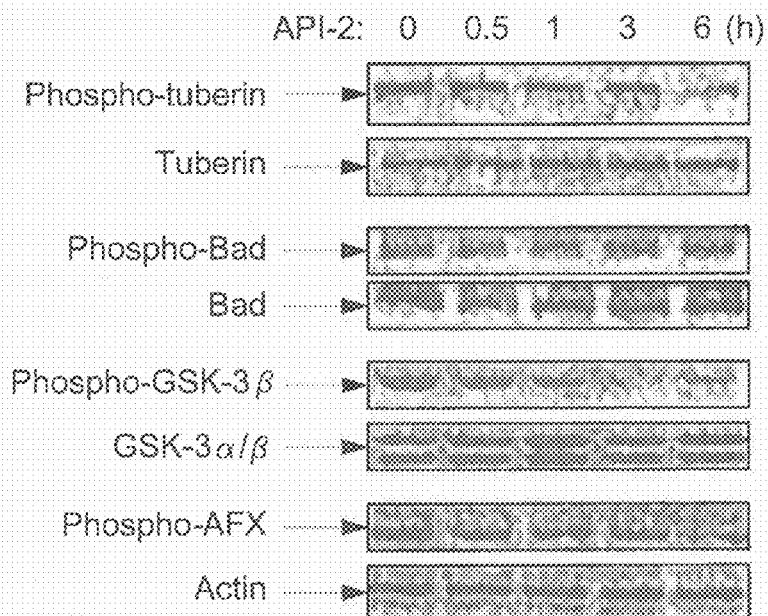 API-2: 0 0.5 1 3 6 (h)
Phospho-tuberin
Tuberin
Phospho-Bad
Bad
Phospho-GSK-3β
GSK-3α/β
Phospho-AFX
Actin